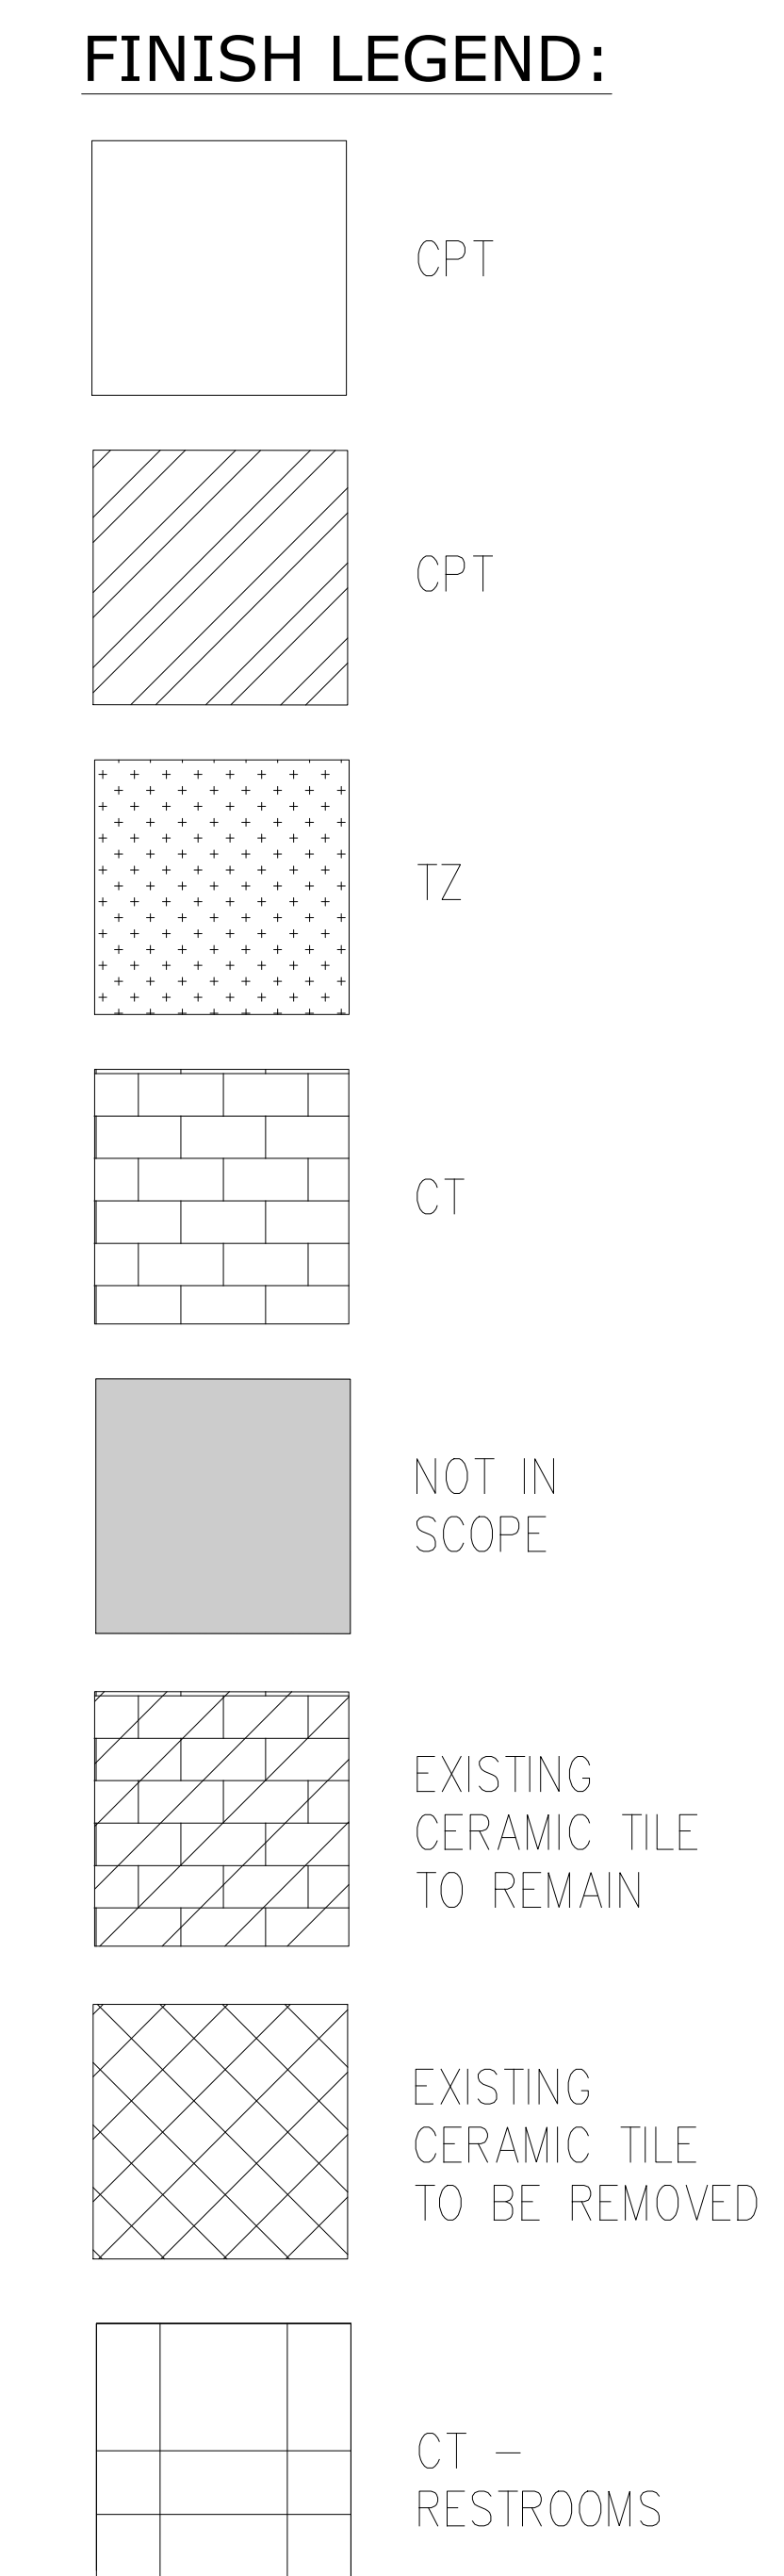 FINISH LEGEND:
CPT
CPT
TZ
CT
NOT IN
SCOPE
EXISTING
CERAMIC TILE
TO REMAIN
EXISTING
CERAMIC TILE
TO BE REMOVED
CT -
RESTROOMS